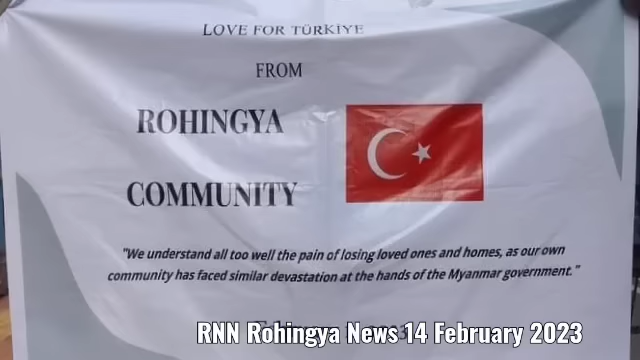 LOVE FOR TÜRKİYE
FROM
ROHINGYA
COMMUNITY
"We understand all too well the pain of losing loved ones and homes, as our own
community has faced similar devastation at the hands of the Myanmar government."
RNN Rohingya News 14 February 2023